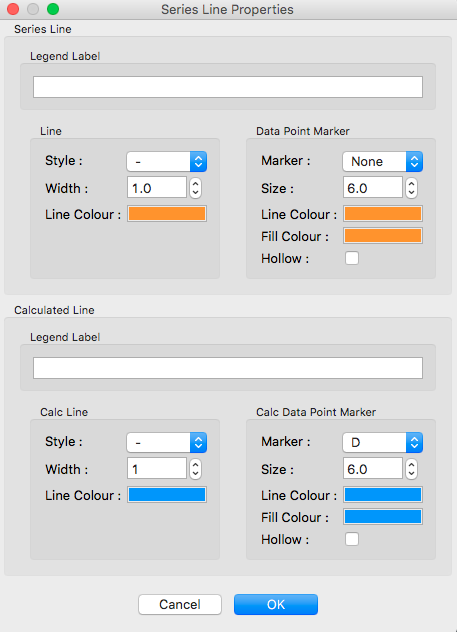 Series Line Properties
Series Line
Legend Label
Line
Data Point Marker
Style : -
Marker : None
Width : 1.0
Size : 6.0
Line Colour :
Line Colour :
Fill Colour :
Hollow :
Calculated Line
Legend Label
Calc Line
Calc Data Point Marker
Style : -
Marker : D
Width : 1
Size : 6.0
Line Colour :
Line Colour :
Fill Colour :
Hollow :
Cancel
OK